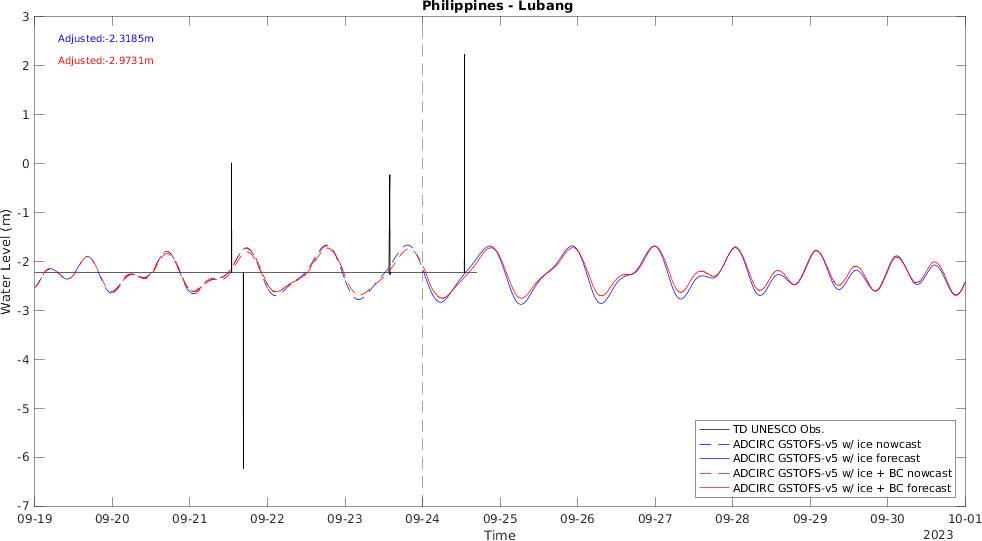 Philippines - Lubang
Adjusted:-2.3185m
Adjusted:-2.9731m
3
2
1
0
-1
-2
-3
-4
-5
-6
-7
Water Level (m)
TD UNESCO Obs.
ADCIRC GSTOFS-v5 w/ ice nowcast
ADCIRC GSTOFS-v5 w/ ice forecast
ADCIRC GSTOFS-v5 w/ ice + BC nowcast
ADCIRC GSTOFS-v5 w/ ice + BC forecast
09-19 09-20 09-21 09-22 09-23 09-24 09-25 09-26 09-27 09-28 09-29 09-30 10-01
Time
2023